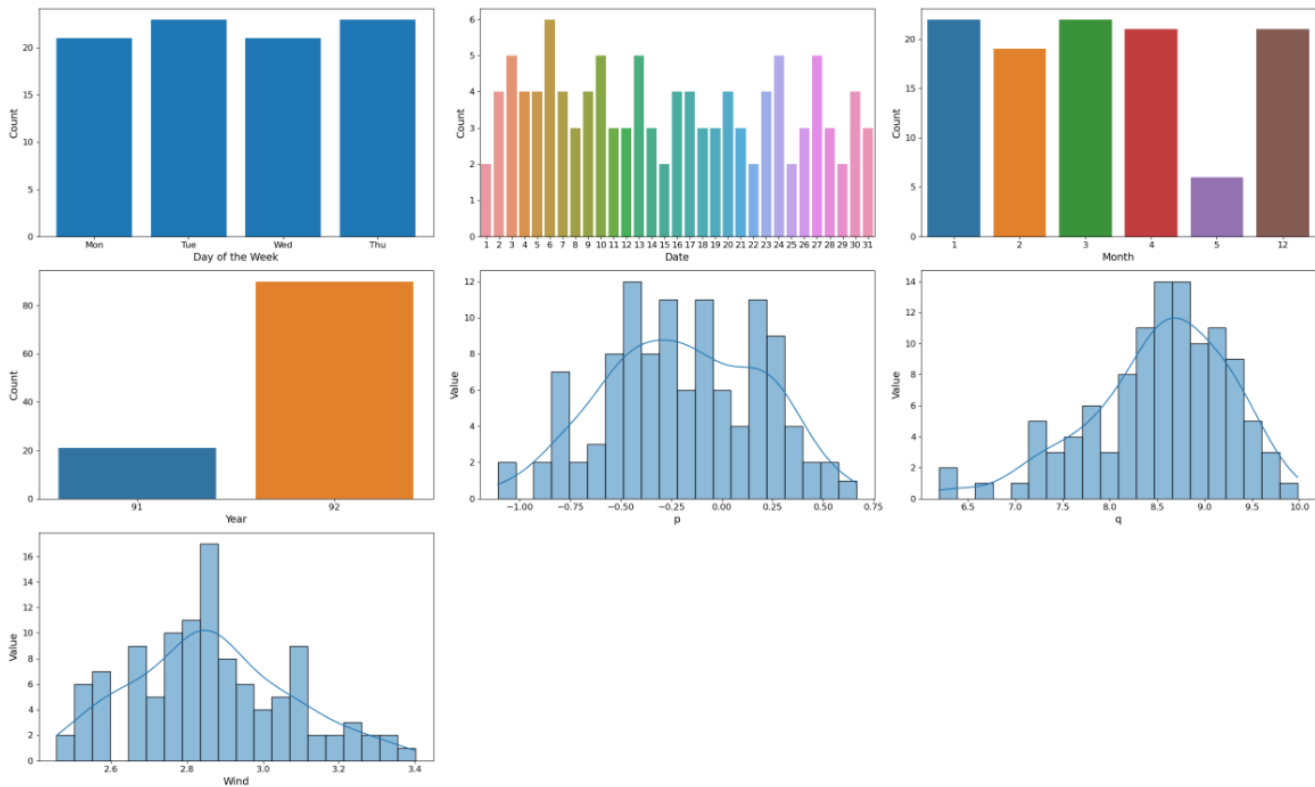 Count
20
15
10
5
0
Mon Tue Wed Thu
Day of the Week
Count
6
5
4
3
2
1
0
1 2 3 4 5 6 7 8 9 10 11 12 13 14 15 16 17 18 19 20 21 22 23 24 25 26 27 28 29 30 31
Date
Count
20
15
10
5
0
1 2 3 4 5 12
Month
Count
80
60
40
20
0
91 92
Year
Value
12
10
8
6
4
2
0
−1.00 −0.75 −0.50 −0.25 0.00 0.25 0.50 0.75
p
Value
14
12
10
8
6
4
2
0
6.5 7.0 7.5 8.0 8.5 9.0 9.5 10.0
q
Value
16
14
12
10
8
6
4
2
0
2.6 2.8 3.0 3.2 3.4
Wind